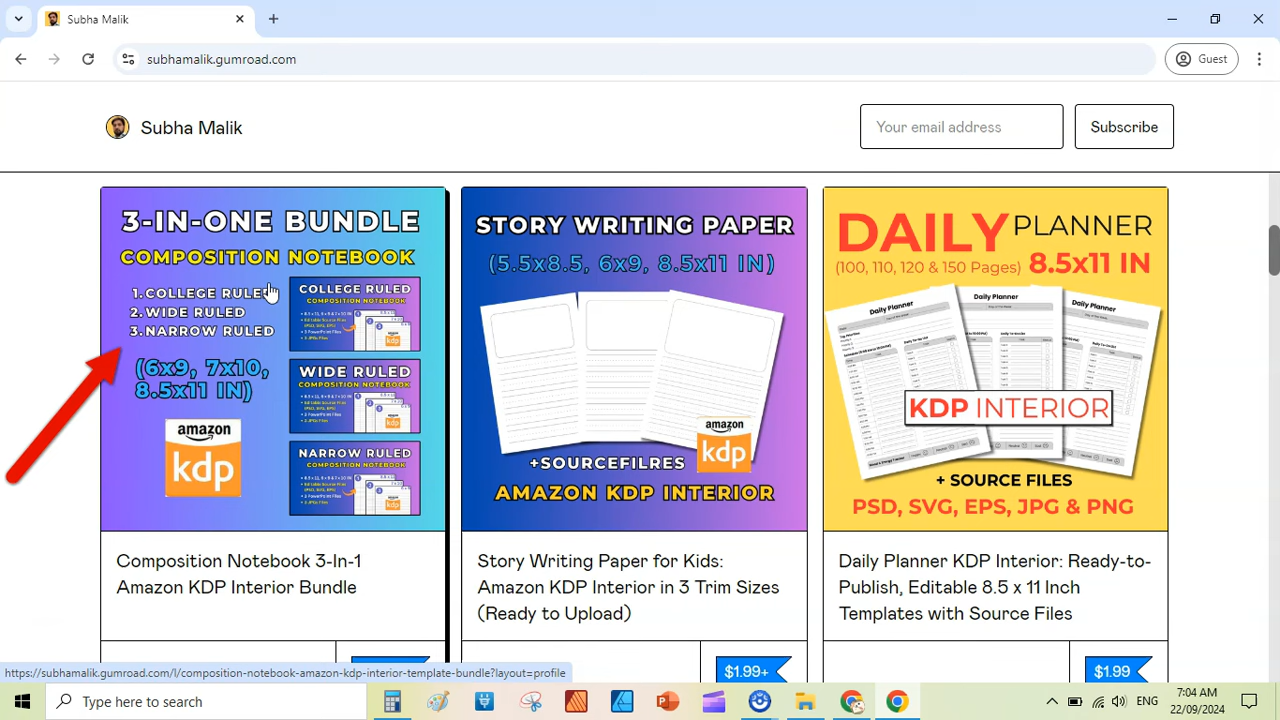 Subha Malik
subhamalik.gumroad.com
Guest
Subha Malik
Your email address
Subscribe
3-IN-ONE BUNDLE
COMPOSITION NOTEBOOK
1. COLLEGE RULED
2. WIDE RULED
3. NARROW RULED
(6x9, 7x10,
8.5x11 IN)
amazon
kdp
COLLEGE RULED
COMPOSITION NOTEBOOK
WIDE RULED
COMPOSITION NOTEBOOK
NARROW RULED
COMPOSITION NOTEBOOK
STORY WRITING PAPER
(5.5x8.5, 6x9, 8.5x11 IN)
amazon
kdp
+SOURCEFILRES
AMAZON KDP INTERIOR
DAILY PLANNER
(100, 110, 120 & 150 Pages) 8.5x11 IN
Daily Planner
Daily Planner
Daily Planner
KDP INTERIOR
+ SOURCE FILES
PSD, SVG, EPS, JPG & PNG
Composition Notebook 3-In-1
Amazon KDP Interior Bundle
Story Writing Paper for Kids:
Amazon KDP Interior in 3 Trim Sizes
(Ready to Upload)
Daily Planner KDP Interior: Ready-to-
Publish, Editable 8.5 x 11 Inch
Templates with Source Files
$1.99+
$1.99
https://subhamalik.gumroad.com/l/composition-notebook-amazon-kdp-interior-template-bundle?layout=profile
Type here to search
ENG
7:04 AM
22/09/2024